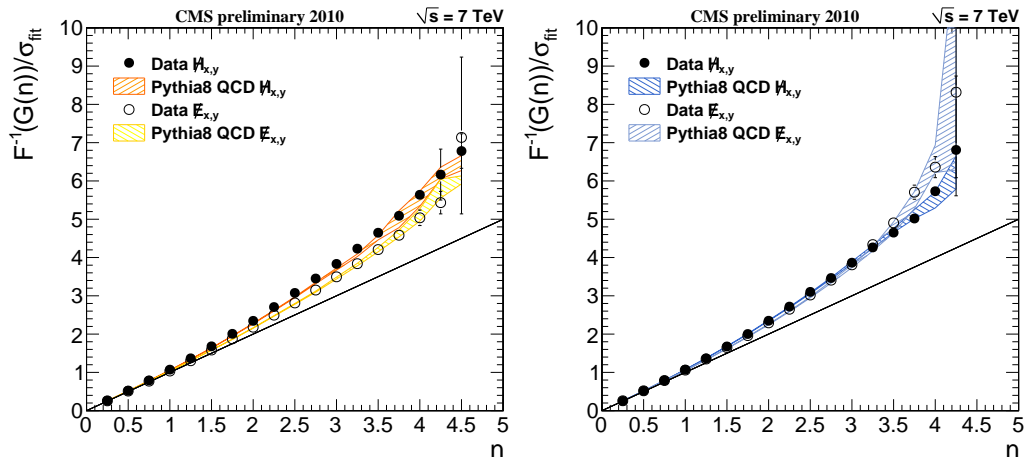 CMS preliminary 2010 √s = 7 TeV
F⁻¹(G(n))/σfit
10
9
8
7
6
5
4
3
2
1
0
Data H̸x,y
Pythia8 QCD H̸x,y
Data E̸x,y
Pythia8 QCD E̸x,y
0 0.5 1 1.5 2 2.5 3 3.5 4 4.5 5
n
CMS preliminary 2010 √s = 7 TeV
F⁻¹(G(n))/σfit
10
9
8
7
6
5
4
3
2
1
0
Data H̸x,y
Pythia8 QCD H̸x,y
Data E̸x,y
Pythia8 QCD E̸x,y
0 0.5 1 1.5 2 2.5 3 3.5 4 4.5 5
n